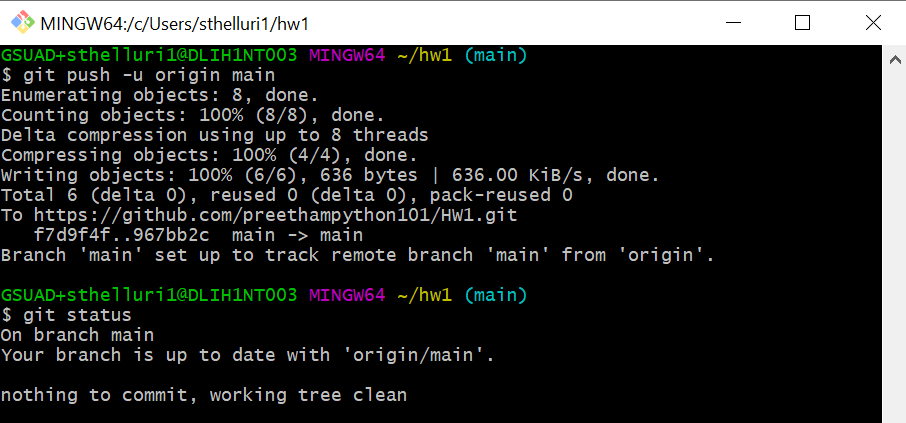 MINGW64:/c/Users/sthelluri1/hw1
GSUAD+sthelluri1@DLIH1NT003 MINGW64 ~/hw1 (main)
$ git push -u origin main
Enumerating objects: 8, done.
Counting objects: 100% (8/8), done.
Delta compression using up to 8 threads
Compressing objects: 100% (4/4), done.
Writing objects: 100% (6/6), 636 bytes | 636.00 KiB/s, done.
Total 6 (delta 0), reused 0 (delta 0), pack-reused 0
To https://github.com/preethampython101/HW1.git
   f7d9f4f..967bb2c  main -> main
Branch 'main' set up to track remote branch 'main' from 'origin'.
GSUAD+sthelluri1@DLIH1NT003 MINGW64 ~/hw1 (main)
$ git status
On branch main
Your branch is up to date with 'origin/main'.
nothing to commit, working tree clean